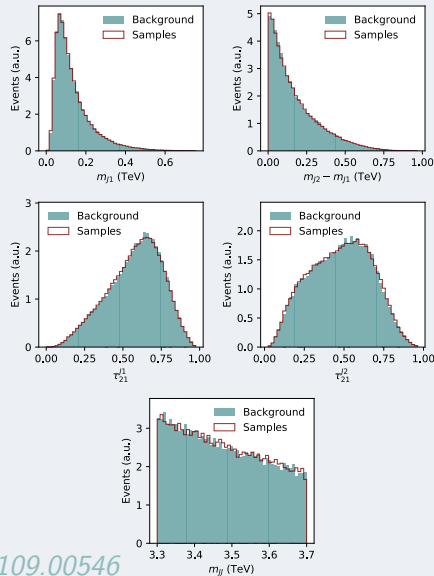 Background
Samples
Events (a.u.)
6
4
2
0
0.0 0.2 0.4 0.6
m_{J1} (TeV)
Background
Samples
Events (a.u.)
5
4
3
2
1
0
0.00 0.25 0.50 0.75 1.00
m_{J2} − m_{J1} (TeV)
Background
Samples
Events (a.u.)
3
2
1
0
0.00 0.25 0.50 0.75 1.00
τ_{21}^{J1}
Background
Samples
Events (a.u.)
2.0
1.5
1.0
0.5
0.0
0.00 0.25 0.50 0.75 1.00
τ_{21}^{J2}
Background
Samples
Events (a.u.)
3
2
1
0
3.3 3.4 3.5 3.6 3.7
m_{JJ} (TeV)
109.00546